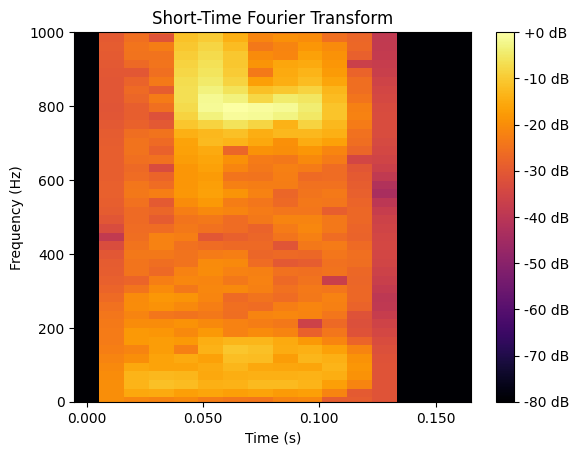 Short-Time Fourier Transform
1000
800
600
400
200
0
Frequency (Hz)
0.000
0.050
0.100
0.150
Time (s)
+0 dB
-10 dB
-20 dB
-30 dB
-40 dB
-50 dB
-60 dB
-70 dB
-80 dB